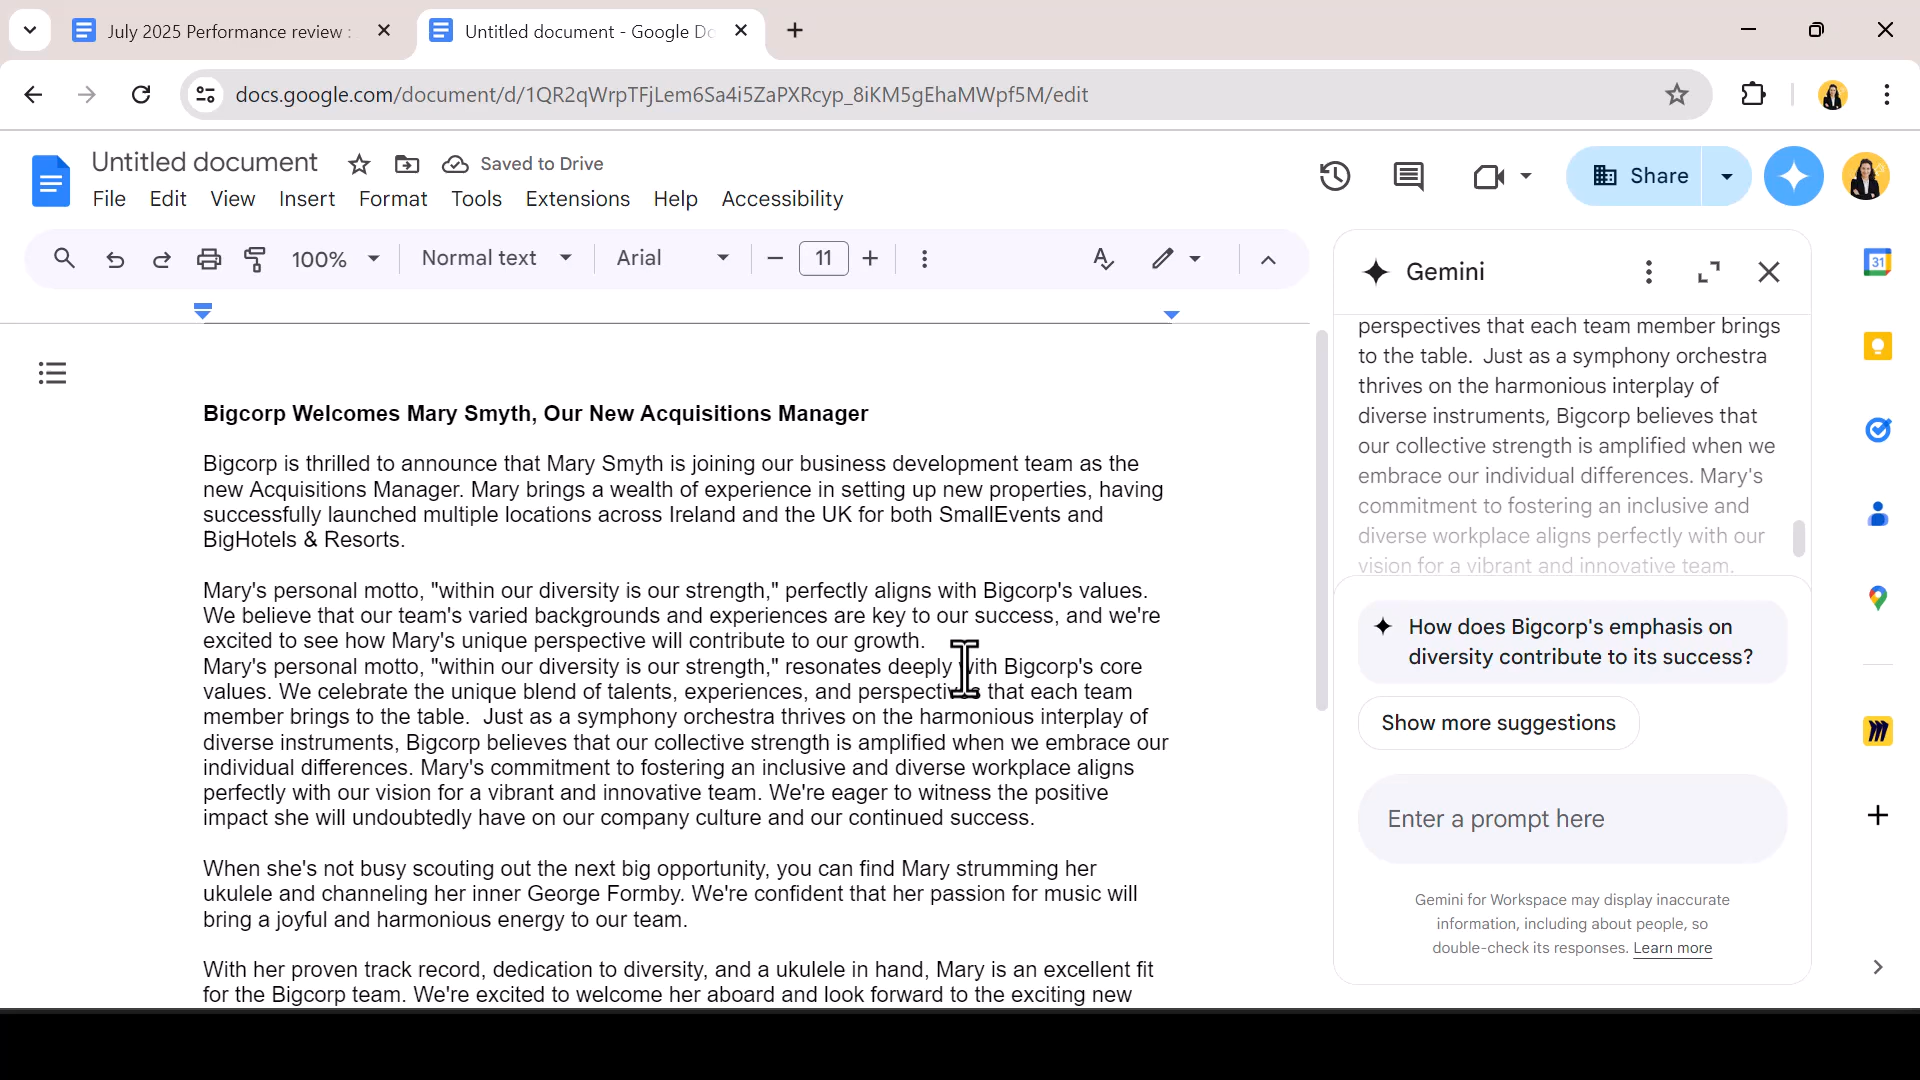 July 2025 Performance review :
Untitled document - Google Do
docs.google.com/document/d/1QR2qWrpTFjLem6Sa4i5ZaPXRcyp_8iKM5gEhaMWpf5M/edit
Untitled document
Saved to Drive
File Edit View Insert Format Tools Extensions Help Accessibility
Share
100% Normal text Arial 11
Bigcorp Welcomes Mary Smyth, Our New Acquisitions Manager
Bigcorp is thrilled to announce that Mary Smyth is joining our business development team as the
new Acquisitions Manager. Mary brings a wealth of experience in setting up new properties, having
successfully launched multiple locations across Ireland and the UK for both SmallEvents and
BigHotels & Resorts.
Mary's personal motto, "within our diversity is our strength," perfectly aligns with Bigcorp's values.
We believe that our team's varied backgrounds and experiences are key to our success, and we're
excited to see how Mary's unique perspective will contribute to our growth.
Mary's personal motto, "within our diversity is our strength," resonates deeply with Bigcorp's core
values. We celebrate the unique blend of talents, experiences, and perspectives that each team
member brings to the table.  Just as a symphony orchestra thrives on the harmonious interplay of
diverse instruments, Bigcorp believes that our collective strength is amplified when we embrace our
individual differences. Mary's commitment to fostering an inclusive and diverse workplace aligns
perfectly with our vision for a vibrant and innovative team. We're eager to witness the positive
impact she will undoubtedly have on our company culture and our continued success.
When she's not busy scouting out the next big opportunity, you can find Mary strumming her
ukulele and channeling her inner George Formby. We're confident that her passion for music will
bring a joyful and harmonious energy to our team.
With her proven track record, dedication to diversity, and a ukulele in hand, Mary is an excellent fit
for the Bigcorp team. We're excited to welcome her aboard and look forward to the exciting new
Gemini
perspectives that each team member brings
to the table.  Just as a symphony orchestra
thrives on the harmonious interplay of
diverse instruments, Bigcorp believes that
our collective strength is amplified when we
embrace our individual differences. Mary's
commitment to fostering an inclusive and
diverse workplace aligns perfectly with our
vision for a vibrant and innovative team.
How does Bigcorp's emphasis on
diversity contribute to its success?
Show more suggestions
Enter a prompt here
Gemini for Workspace may display inaccurate
information, including about people, so
double-check its responses. Learn more
31